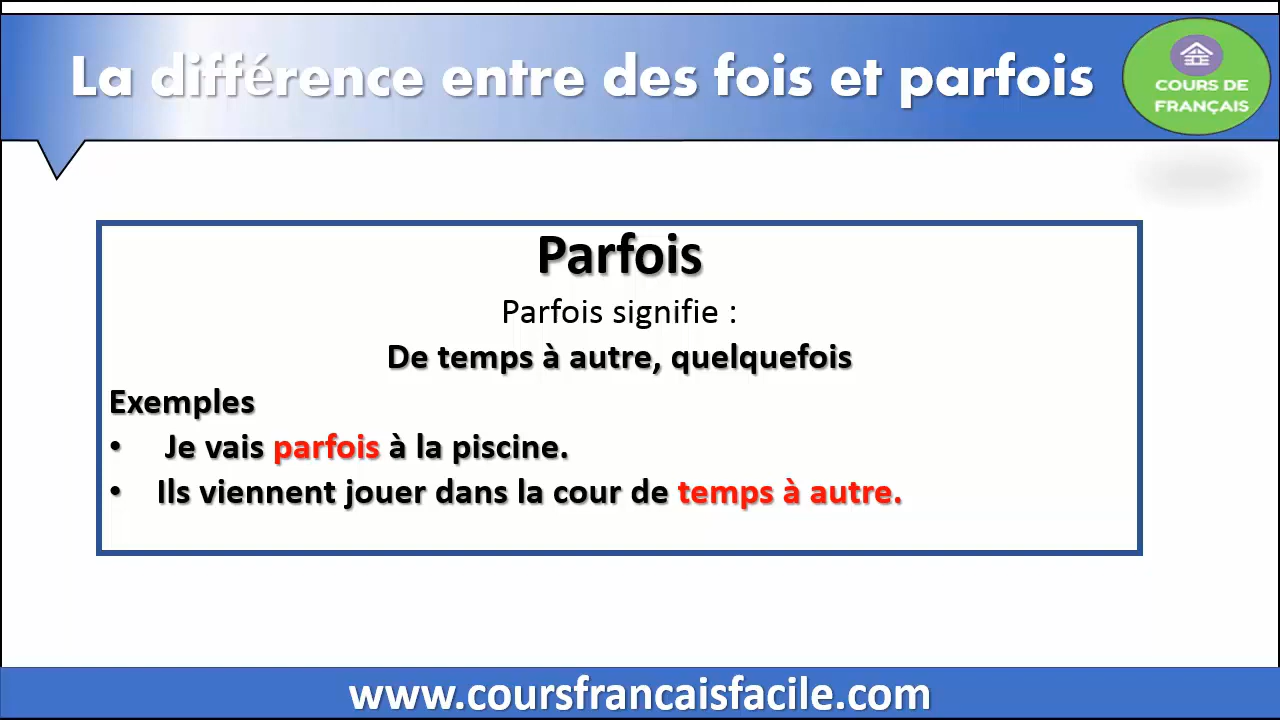 La différence entre des fois et parfois
COURS DE
FRANÇAIS
Parfois
Parfois signifie :
De temps à autre, quelquefois
Exemples
• Je vais parfois à la piscine.
• Ils viennent jouer dans la cour de temps à autre.
www.coursfrancaisfacile.com